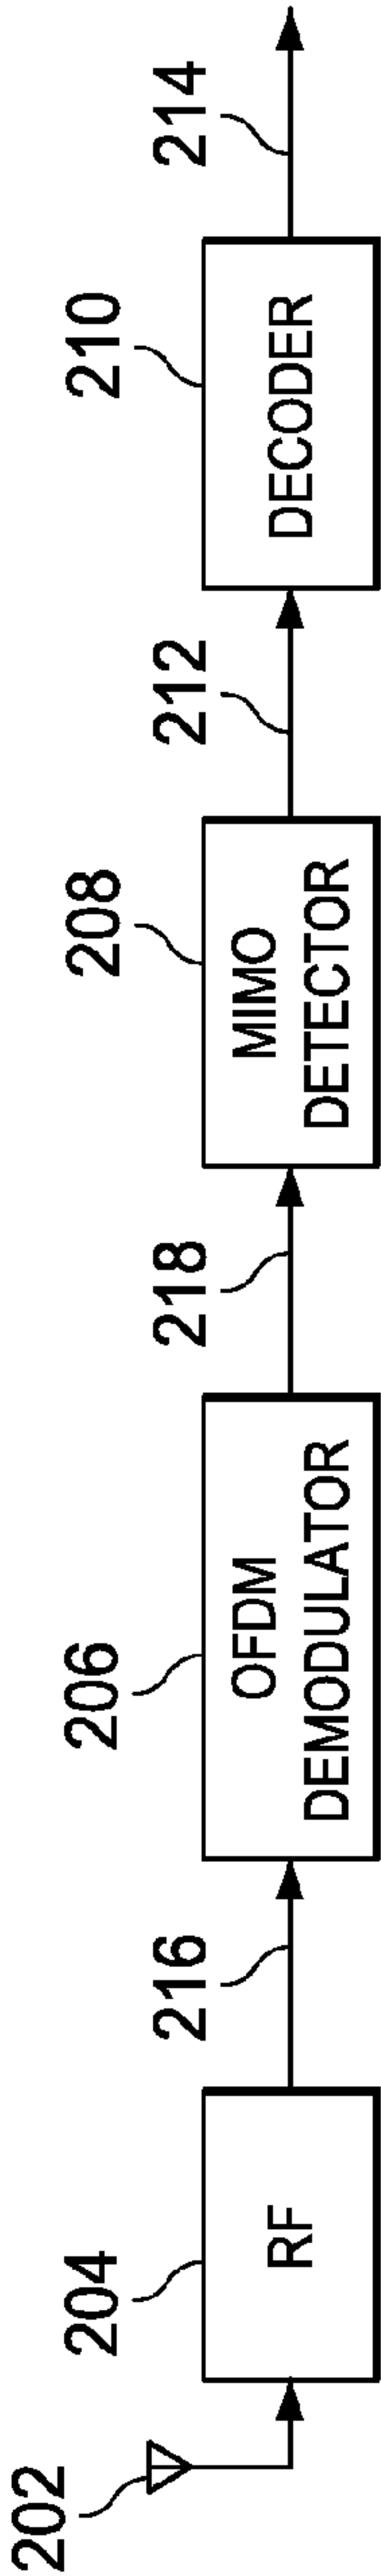 202
204
RF
216
206
OFDM
DEMODULATOR
218
208
MIMO
DETECTOR
212
210
DECODER
214